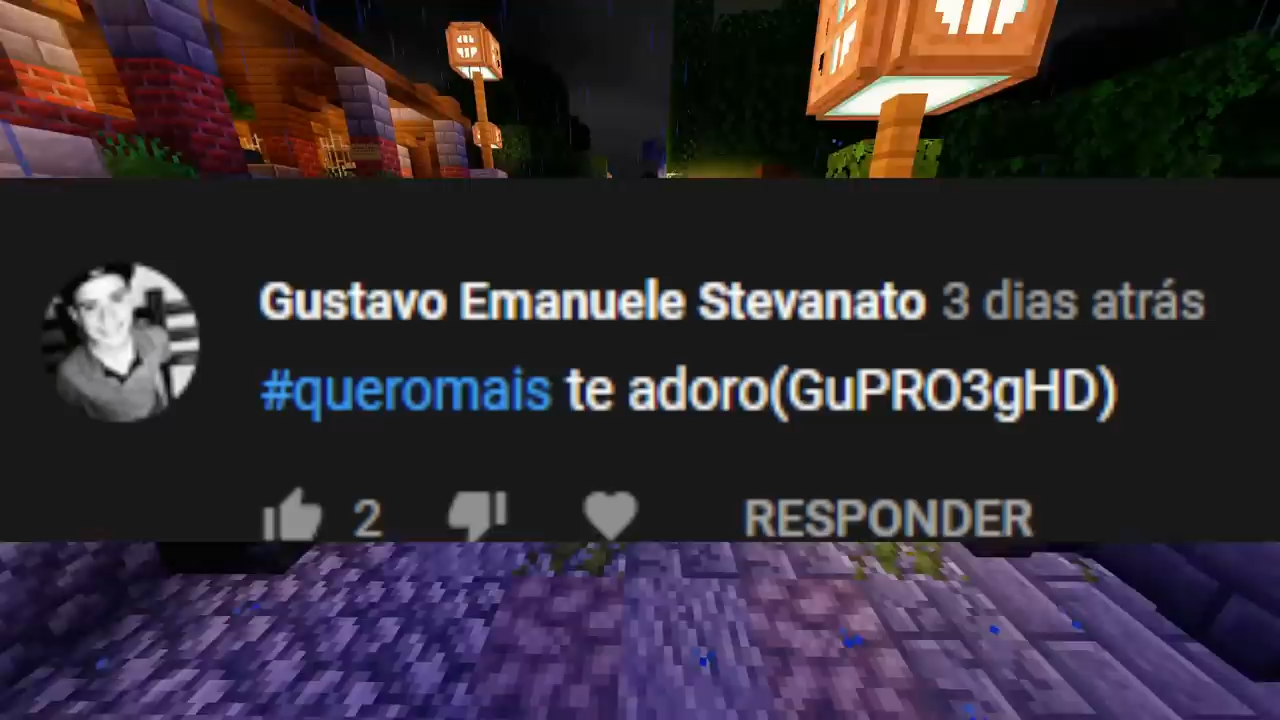 Gustavo Emanuele Stevanato 3 dias atrás
#queromais te adoro(GuPRO3gHD)
2 RESPONDER